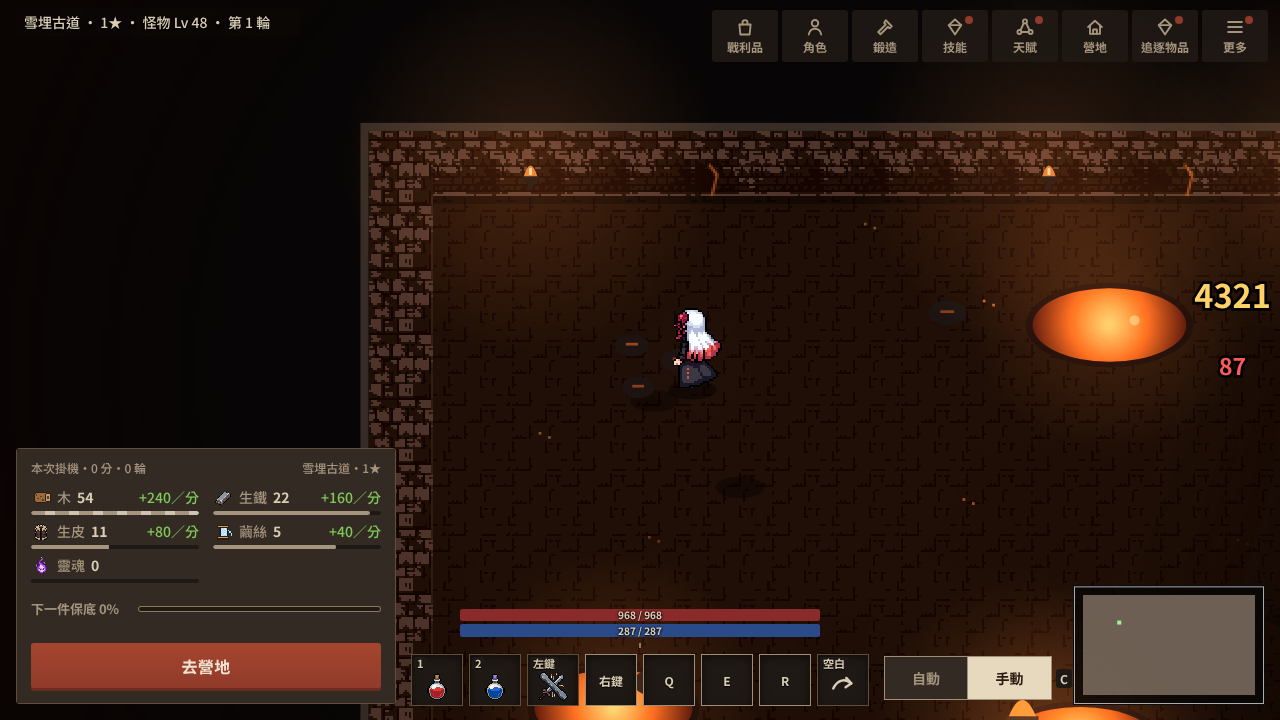 雪埋古道 • 1★ • 怪物 Lv 48 • 第 1 輪
戰利品
角色
鍛造
技能
天賦
營地
追逐物品
更多
4321
87
本次掛機・0 分・0 輪
雪埋古道・1★
木 54 +240／分
生鐵 22 +160／分
生皮 11 +80／分
繭絲 5 +40／分
靈魂 0
下一件保底 0%
去營地
968 / 968
287 / 287
1
2
左鍵
右鍵
Q
E
R
空白
自動
手動
C